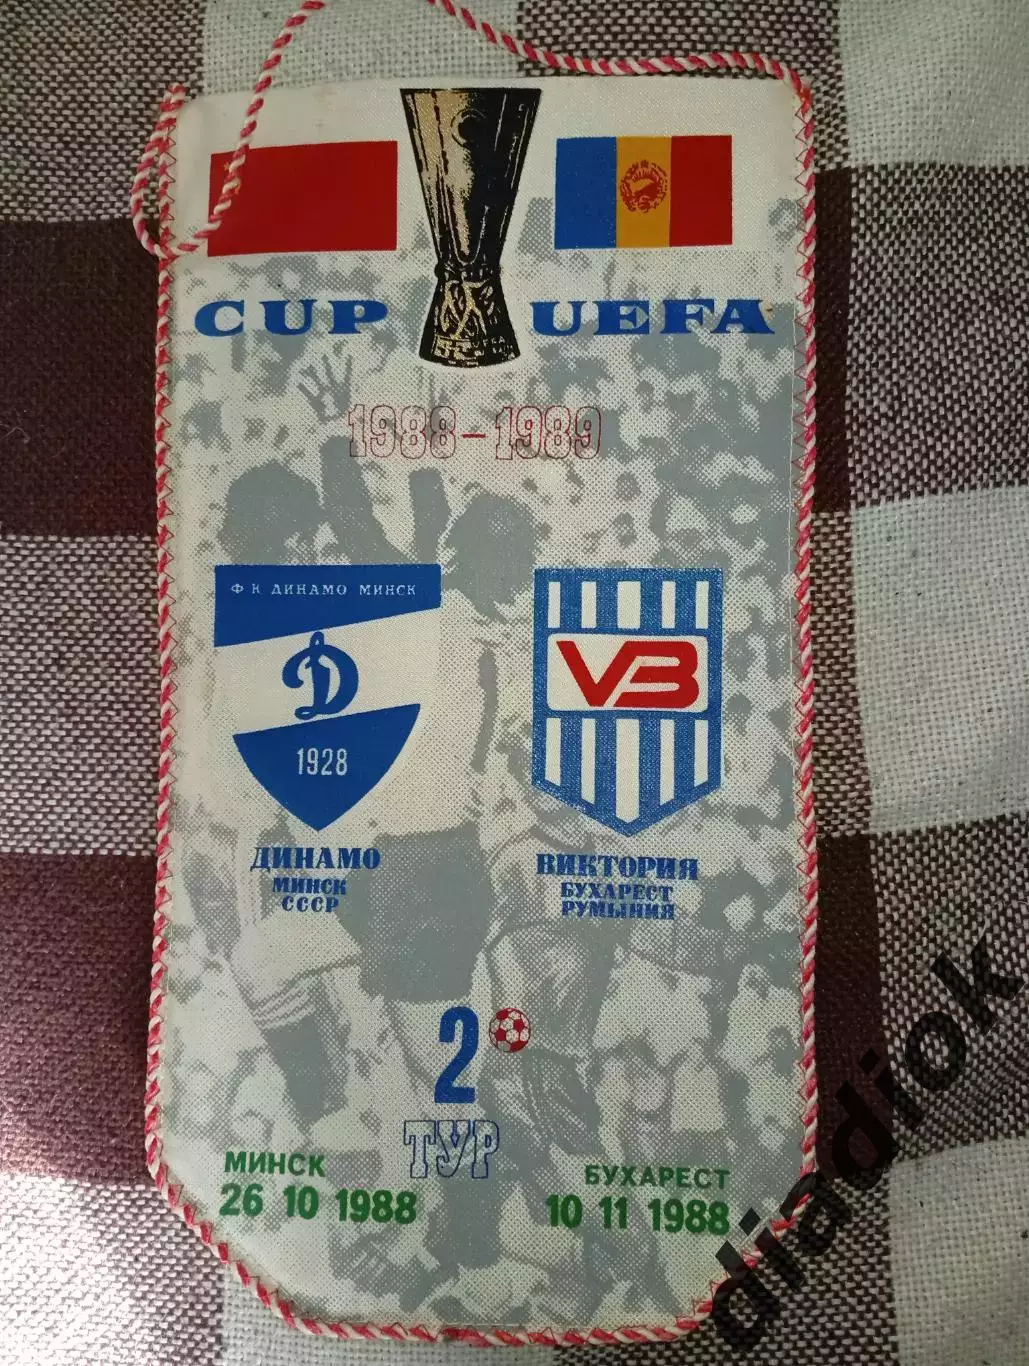 CUP UEFA
1988-1989
Ф К ДИНАМО МИНСК
Д
1928
VB
ДИНАМО
МИНСК
СССР
ВИКТОРИЯ
БУХАРЕСТ
РУМЫНИЯ
2
ТУР
МИНСК
26 10 1988
БУХАРЕСТ
10 11 1988
djadiok